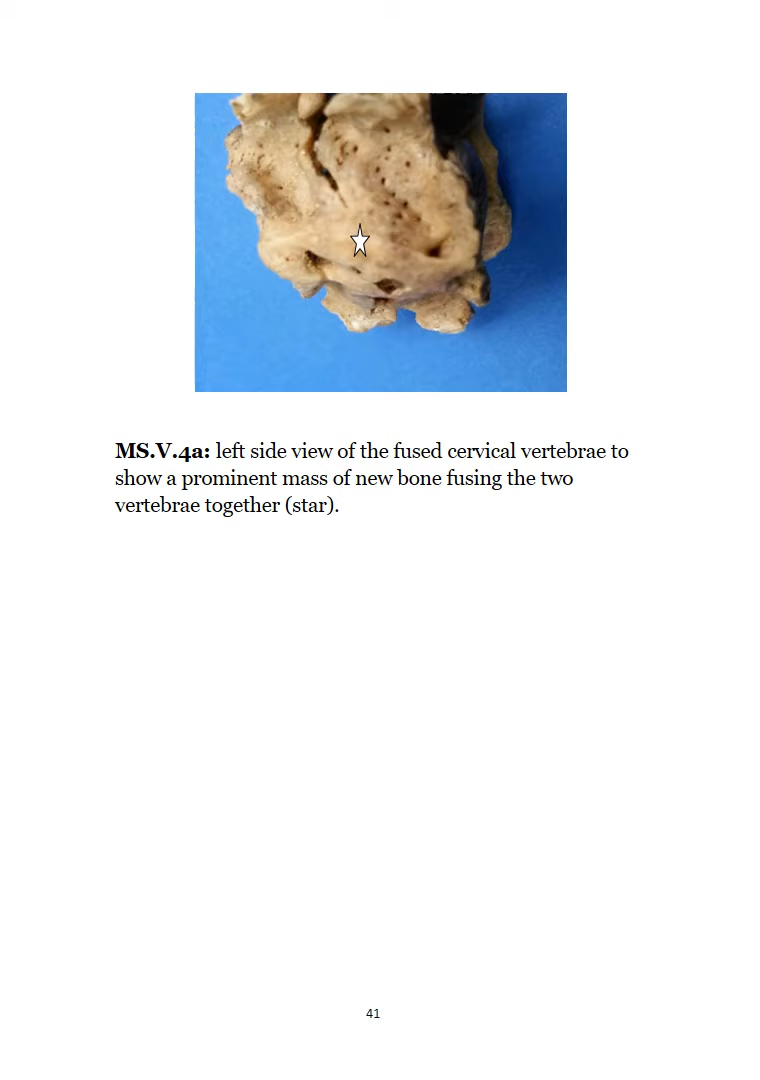 MS.V.4a: left side view of the fused cervical vertebrae to
show a prominent mass of new bone fusing the two
vertebrae together (star).
41